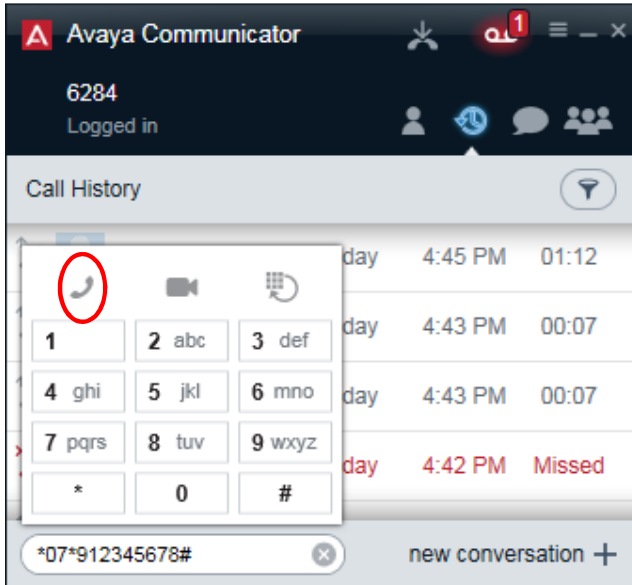 Avaya Communicator 1
6284
Logged in
Call History
day 4:45 PM 01:12
1 2 abc 3 def
day 4:43 PM 00:07
4 ghi 5 jkl 6 mno
day 4:43 PM 00:07
7 pqrs 8 tuv 9 wxyz
day 4:42 PM Missed
* 0 #
*07*912345678# new conversation +